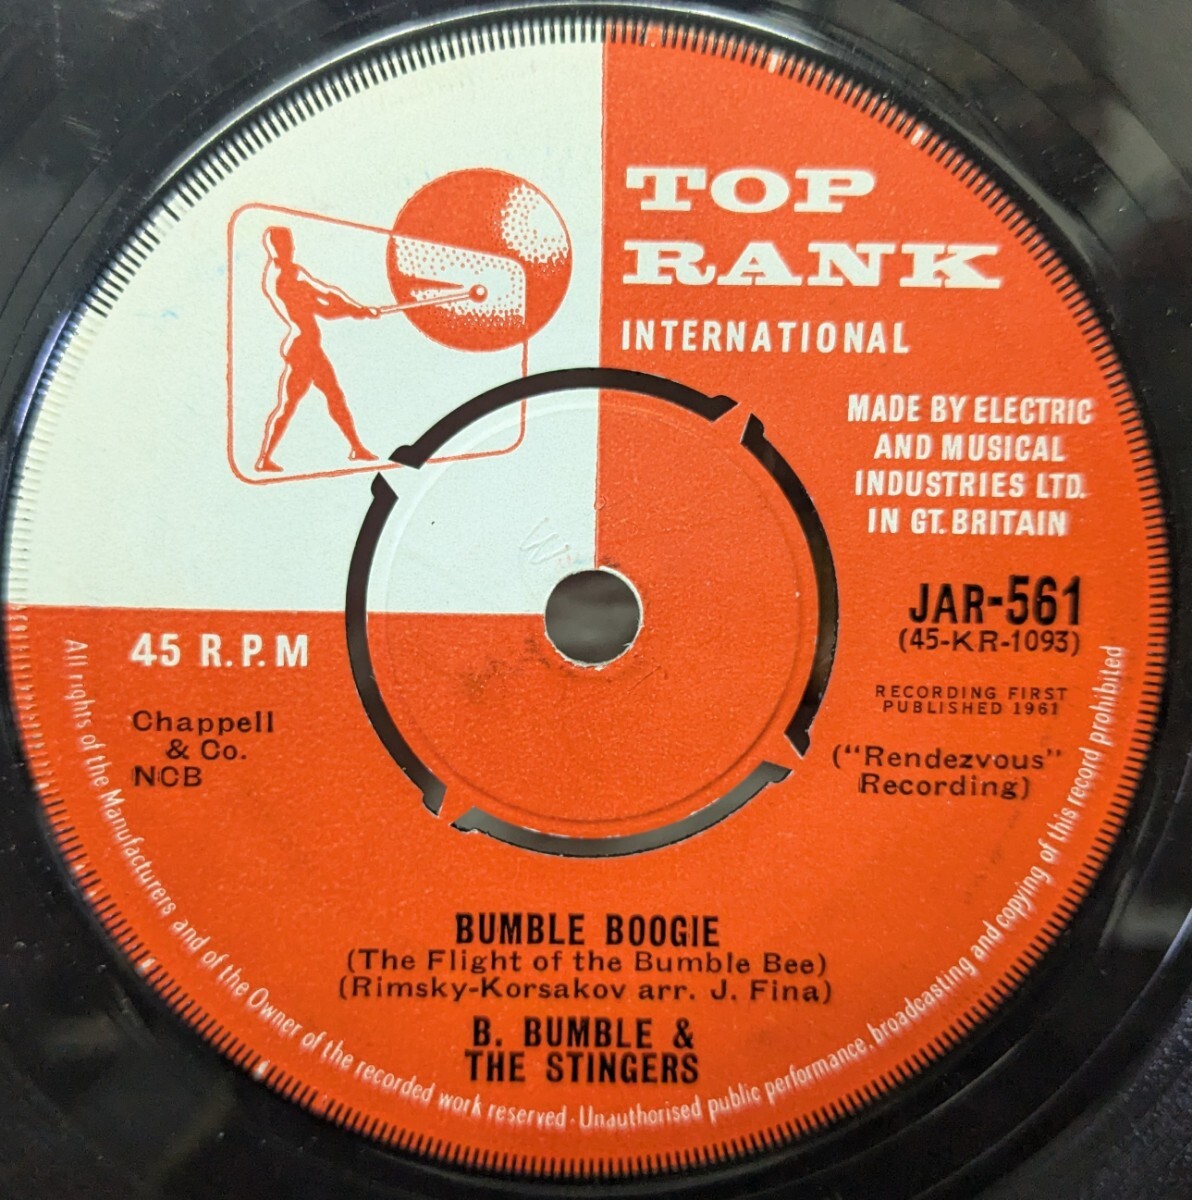 TOP
RANK
INTERNATIONAL
MADE BY ELECTRIC
AND MUSICAL
INDUSTRIES LTD.
IN GT. BRITAIN
JAR-561
(45-KR-1093)
RECORDING FIRST
PUBLISHED 1961
("Rendezvous"
Recording)
45 R.P.M
Chappell
& Co.
NCB
BUMBLE BOOGIE
(The Flight of the Bumble Bee)
(Rimsky-Korsakov arr. J. Fina)
B. BUMBLE &
THE STINGERS
All rights of the Manufacturers and of the Owner of the recorded work reserved · Unauthorised public performance, broadcasting and copying of this record prohibited